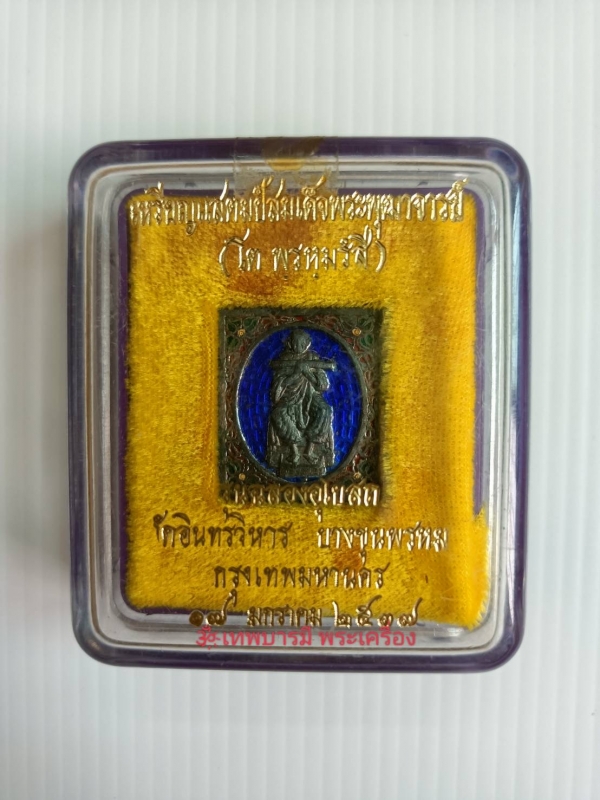 เหรียญแสตมป์สมเด็จพระพุฒาจารย์
(โต พรหมรังสี)
ฉลองอุโบสถ
วัดอินทร์วิหาร บางขุนพรหม
กรุงเทพมหานคร
๑๗ มกราคม ๒๕๓๗
เทพบารมี พระเครื่อง